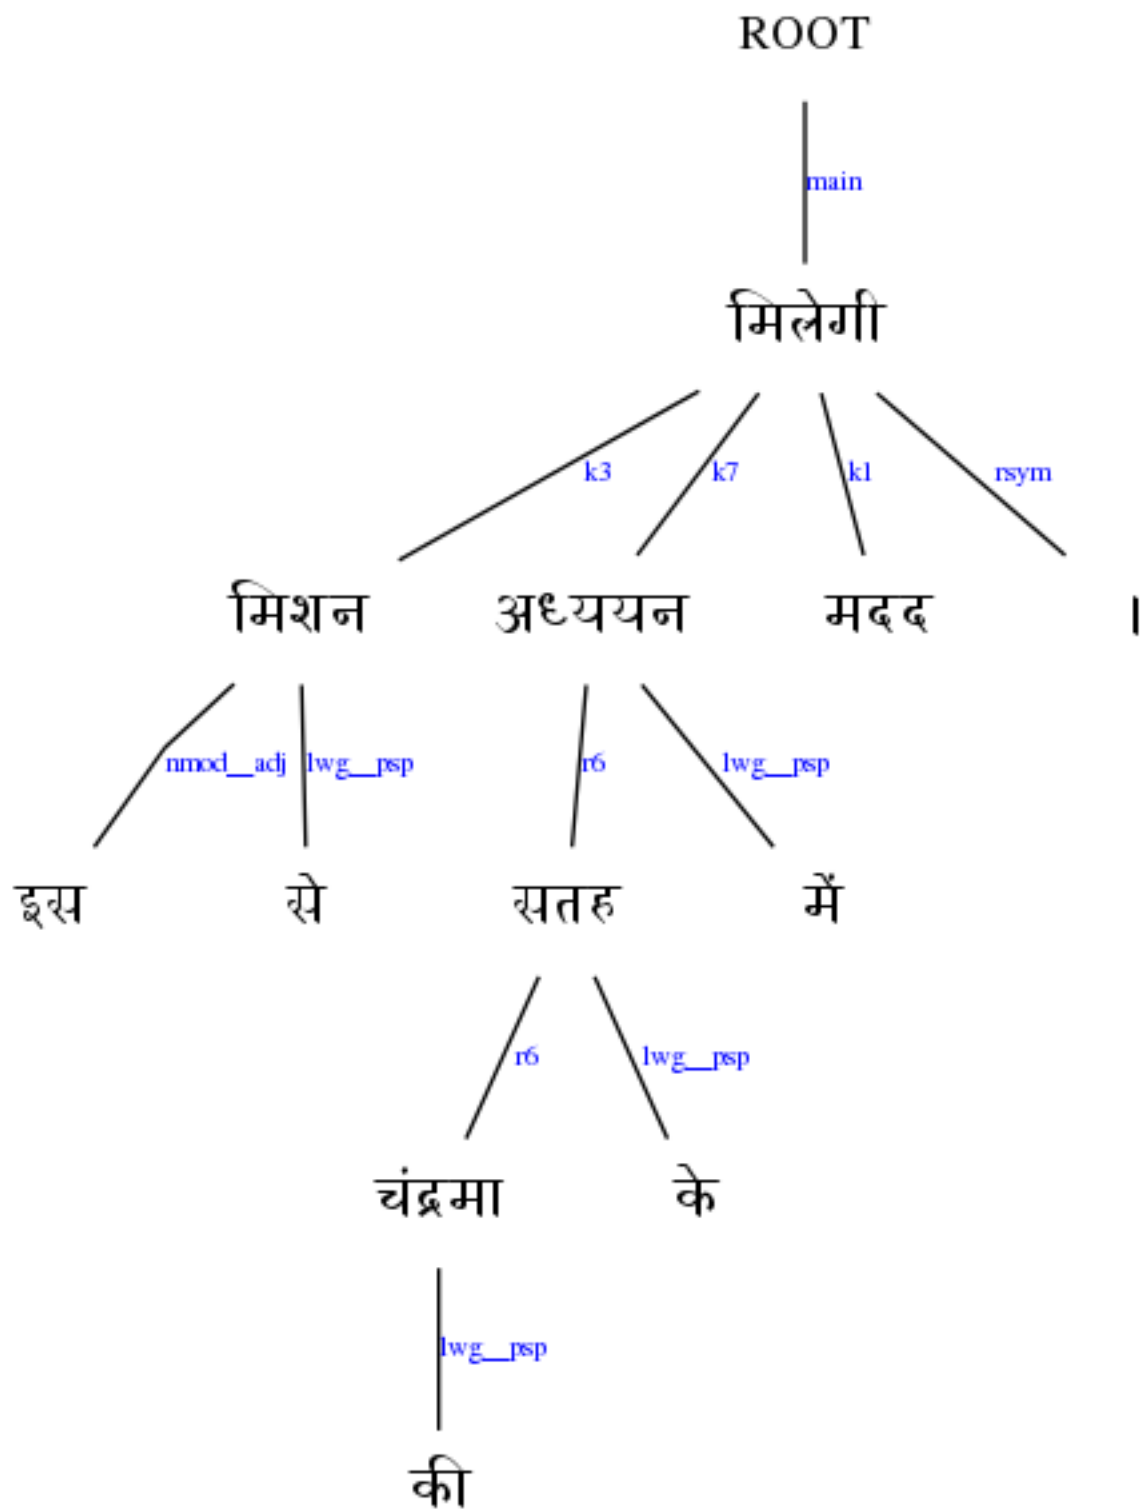 ROOT
main
मिलेगी
k3 k7 k1 rsym
मिशन अध्ययन मदद ।
nmod__adj lwg__psp r6 lwg__psp
इस से सतह में
r6 lwg__psp
चंद्रमा के
lwg__psp
की